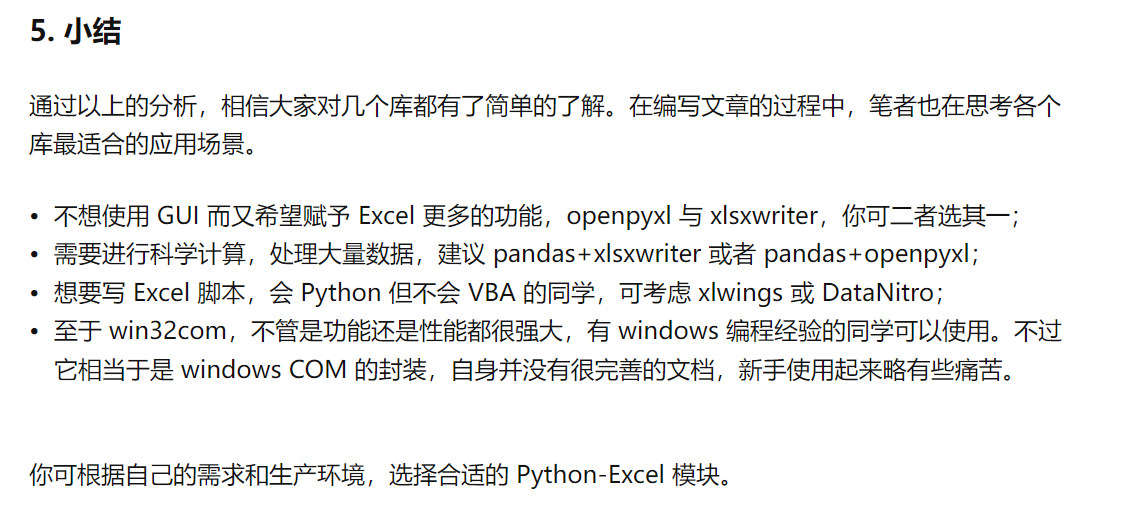 5. 小结
通过以上的分析，相信大家对几个库都有了简单的了解。在编写文章的过程中，笔者也在思考各个
库最适合的应用场景。
• 不想使用 GUI 而又希望赋予 Excel 更多的功能，openpyxl 与 xlsxwriter，你可二者选其一；
• 需要进行科学计算，处理大量数据，建议 pandas+xlsxwriter 或者 pandas+openpyxl；
• 想要写 Excel 脚本，会 Python 但不会 VBA 的同学，可考虑 xlwings 或 DataNitro；
• 至于 win32com，不管是功能还是性能都很强大，有 windows 编程经验的同学可以使用。不过
它相当于是 windows COM 的封装，自身并没有很完善的文档，新手使用起来略有些痛苦。
你可根据自己的需求和生产环境，选择合适的 Python-Excel 模块。